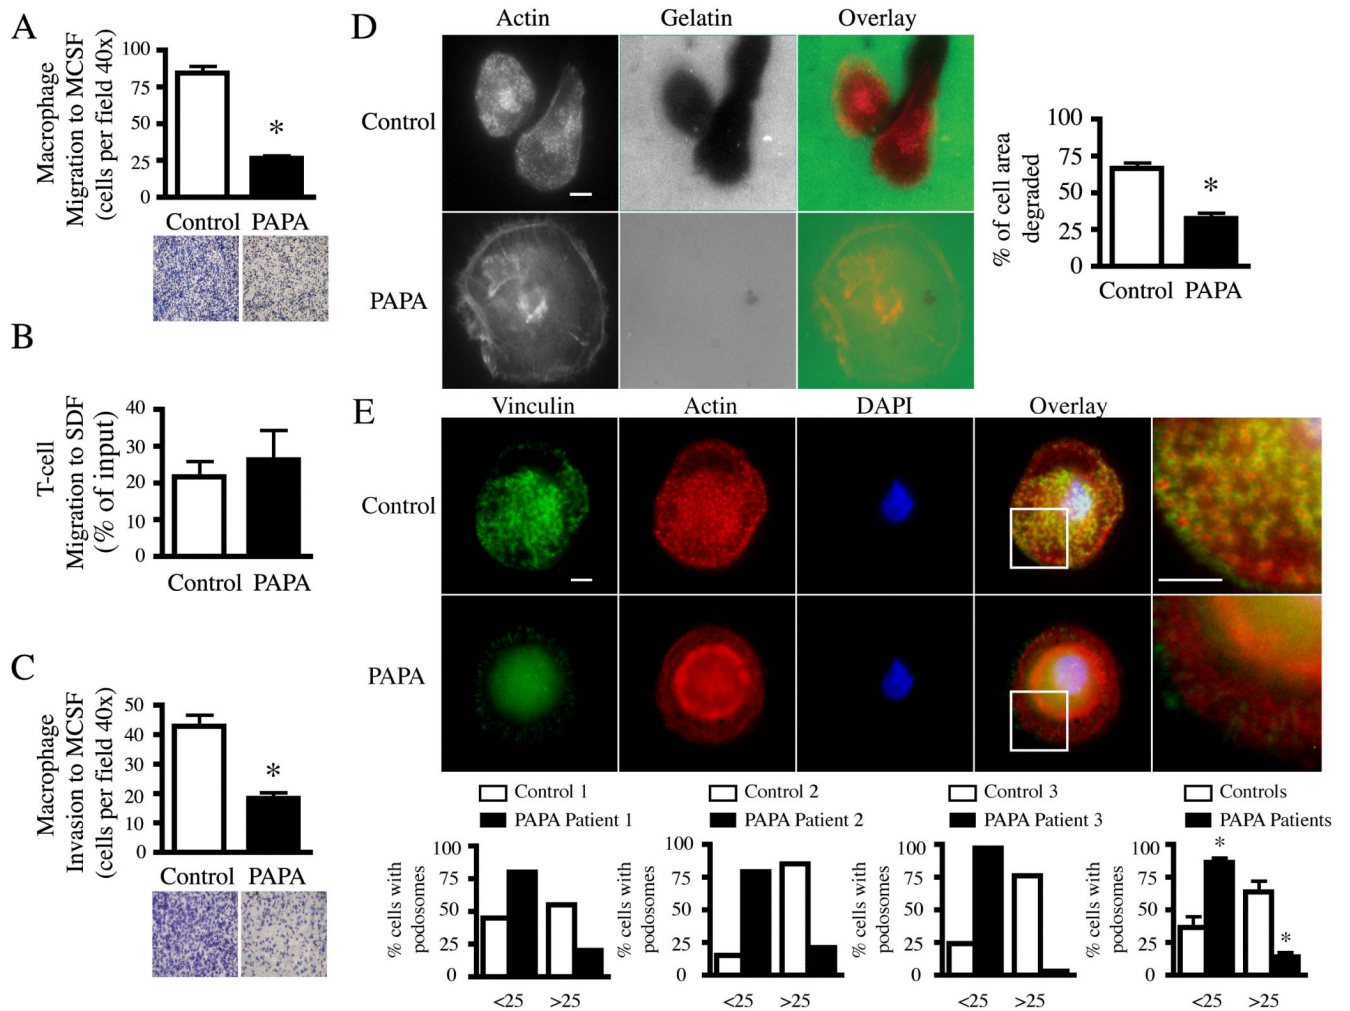 A
Macrophage
Migration to MCSF
(cells per field 40x)
100
75
50
25
0
*
Control PAPA
B
T-cell
Migration to SDF
(% of input)
40
30
20
10
0
Control PAPA
C
Macrophage
Invasion to MCSF
(cells per field 40x)
50
40
30
20
10
0
*
Control PAPA
D
Actin Gelatin Overlay
Control
PAPA
% of cell area
degraded
100
75
50
25
0
*
Control PAPA
E
Vinculin Actin DAPI Overlay
Control
PAPA
Control 1
PAPA Patient 1
% cells with
podosomes
100
75
50
25
0
<25 >25
Control 2
PAPA Patient 2
% cells with
podosomes
100
75
50
25
0
<25 >25
Control 3
PAPA Patient 3
% cells with
podosomes
100
75
50
25
0
<25 >25
Controls
PAPA Patients
% cells with
podosomes
100
75
50
25
0
*
*
<25 >25